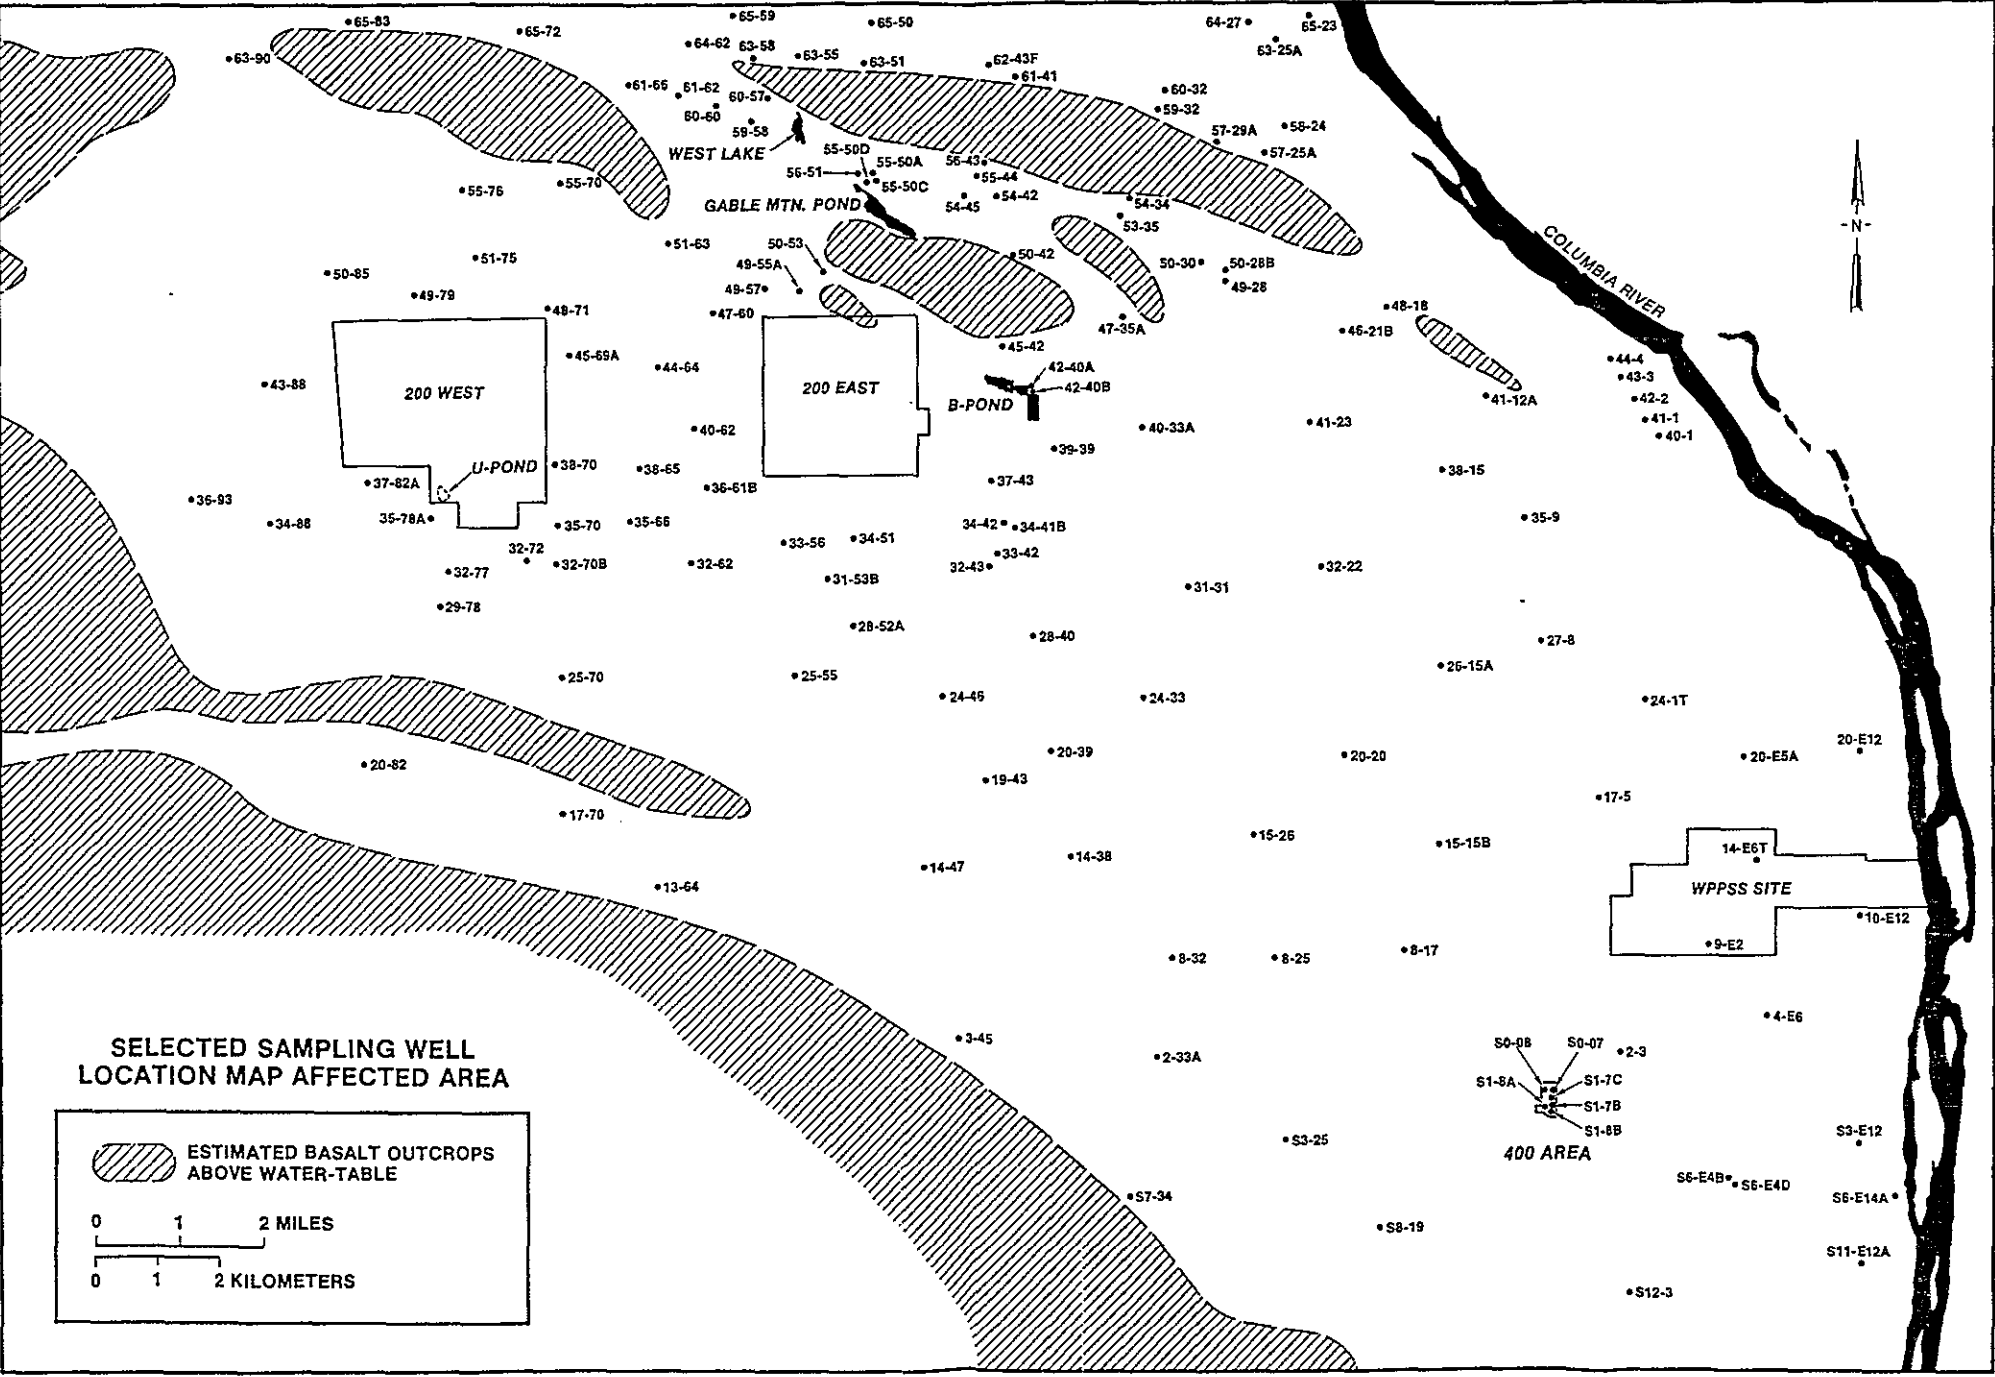 65-83
65-72
65-59
65-50
64-27
65-23
63-90
64-62
63-58
63-55
63-51
62-43F
61-41
63-25A
61-66
61-62
60-60
60-57
59-58
60-32
59-32
57-29A
58-24
57-25A
WEST LAKE
55-50D
55-50A
56-51
55-50C
56-43
55-44
54-45
54-42
54-34
53-35
55-76
55-70
GABLE MTN. POND
51-63
50-53
49-55A
49-57
50-42
50-30
50-28B
49-28
COLUMBIA RIVER
-N-
50-85
51-75
49-79
48-71
47-60
47-35A
48-18
46-21B
45-69A
44-64
45-42
44-4
43-3
43-88
200 WEST
200 EAST
42-40A
42-40B
B-POND
41-12A
42-2
41-1
40-1
40-62
40-33A
41-23
39-39
38-15
U-POND
38-70
38-65
36-61B
37-43
37-82A
36-93
34-88
35-78A
35-70
35-66
34-42
34-41B
35-9
33-56
34-51
33-42
32-43
32-72
32-77
32-70B
32-62
31-53B
31-31
32-22
29-78
28-52A
28-40
27-8
26-15A
25-70
25-55
24-46
24-33
24-1T
20-82
20-39
19-43
20-20
20-E5A
20-E12
17-70
17-5
15-26
15-15B
14-47
14-38
14-E6T
WPPSS SITE
13-64
10-E12
9-E2
8-32
8-25
8-17
4-E6
3-45
2-33A
S0-08
S0-07
2-3
S1-8A
S1-7C
S1-7B
S1-8B
400 AREA
S3-25
S3-E12
S6-E4B
S6-E4D
S6-E14A
S7-34
S8-19
S11-E12A
S12-3
SELECTED SAMPLING WELL
LOCATION MAP AFFECTED AREA
ESTIMATED BASALT OUTCROPS
ABOVE WATER-TABLE
0 1 2 MILES
0 1 2 KILOMETERS